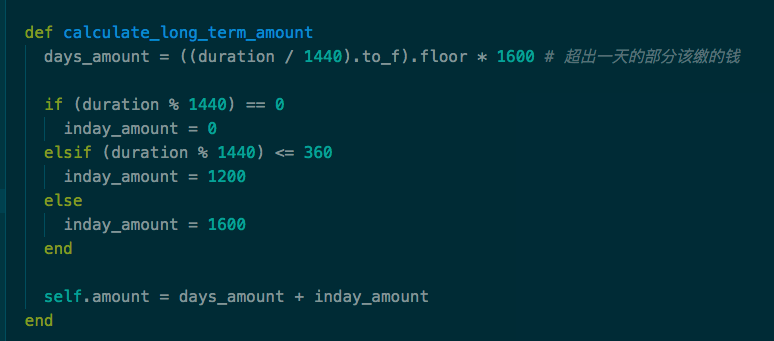 def calculate_long_term_amount
  days_amount = ((duration / 1440).to_f).floor * 1600 # 超出一天的部分该缴的钱

  if (duration % 1440) == 0
    inday_amount = 0
  elsif (duration % 1440) <= 360
    inday_amount = 1200
  else
    inday_amount = 1600
  end

  self.amount = days_amount + inday_amount
end